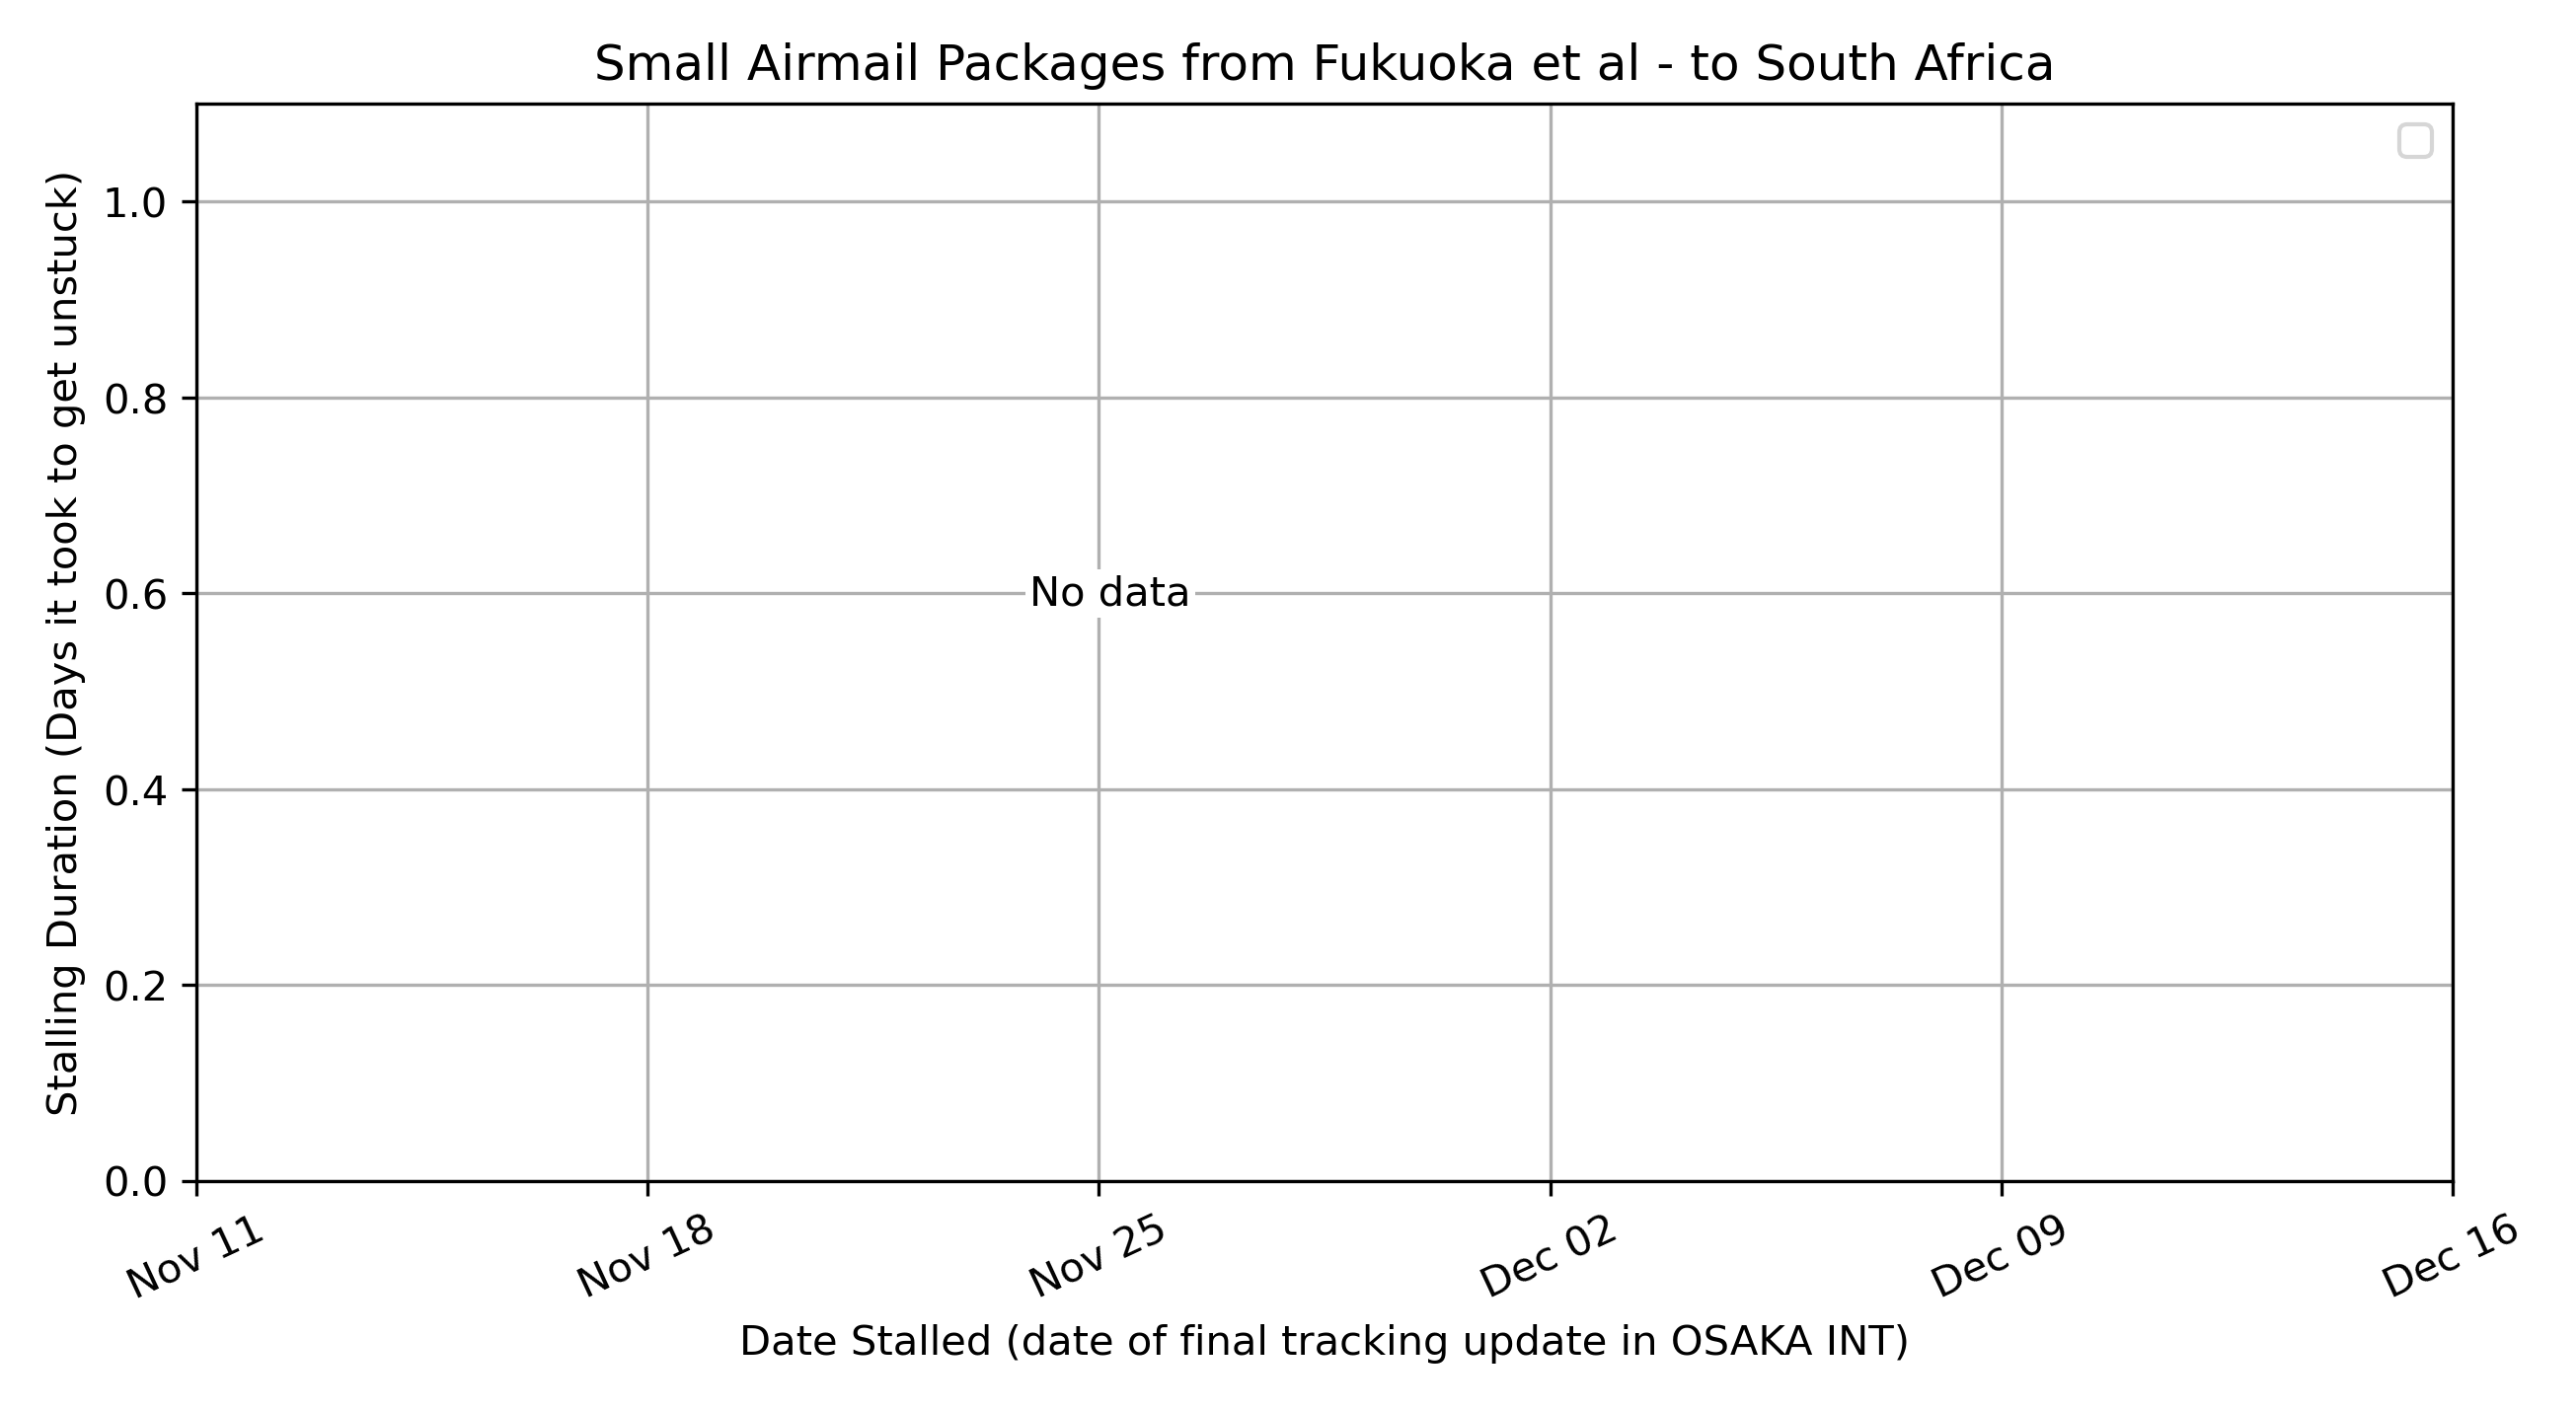 Small Airmail Packages from Fukuoka et al - to South Africa
Stalling Duration (Days it took to get unstuck)
1.0
0.8
0.6
0.4
0.2
0.0
No data
Nov 11
Nov 18
Nov 25
Dec 02
Dec 09
Dec 16
Date Stalled (date of final tracking update in OSAKA INT)